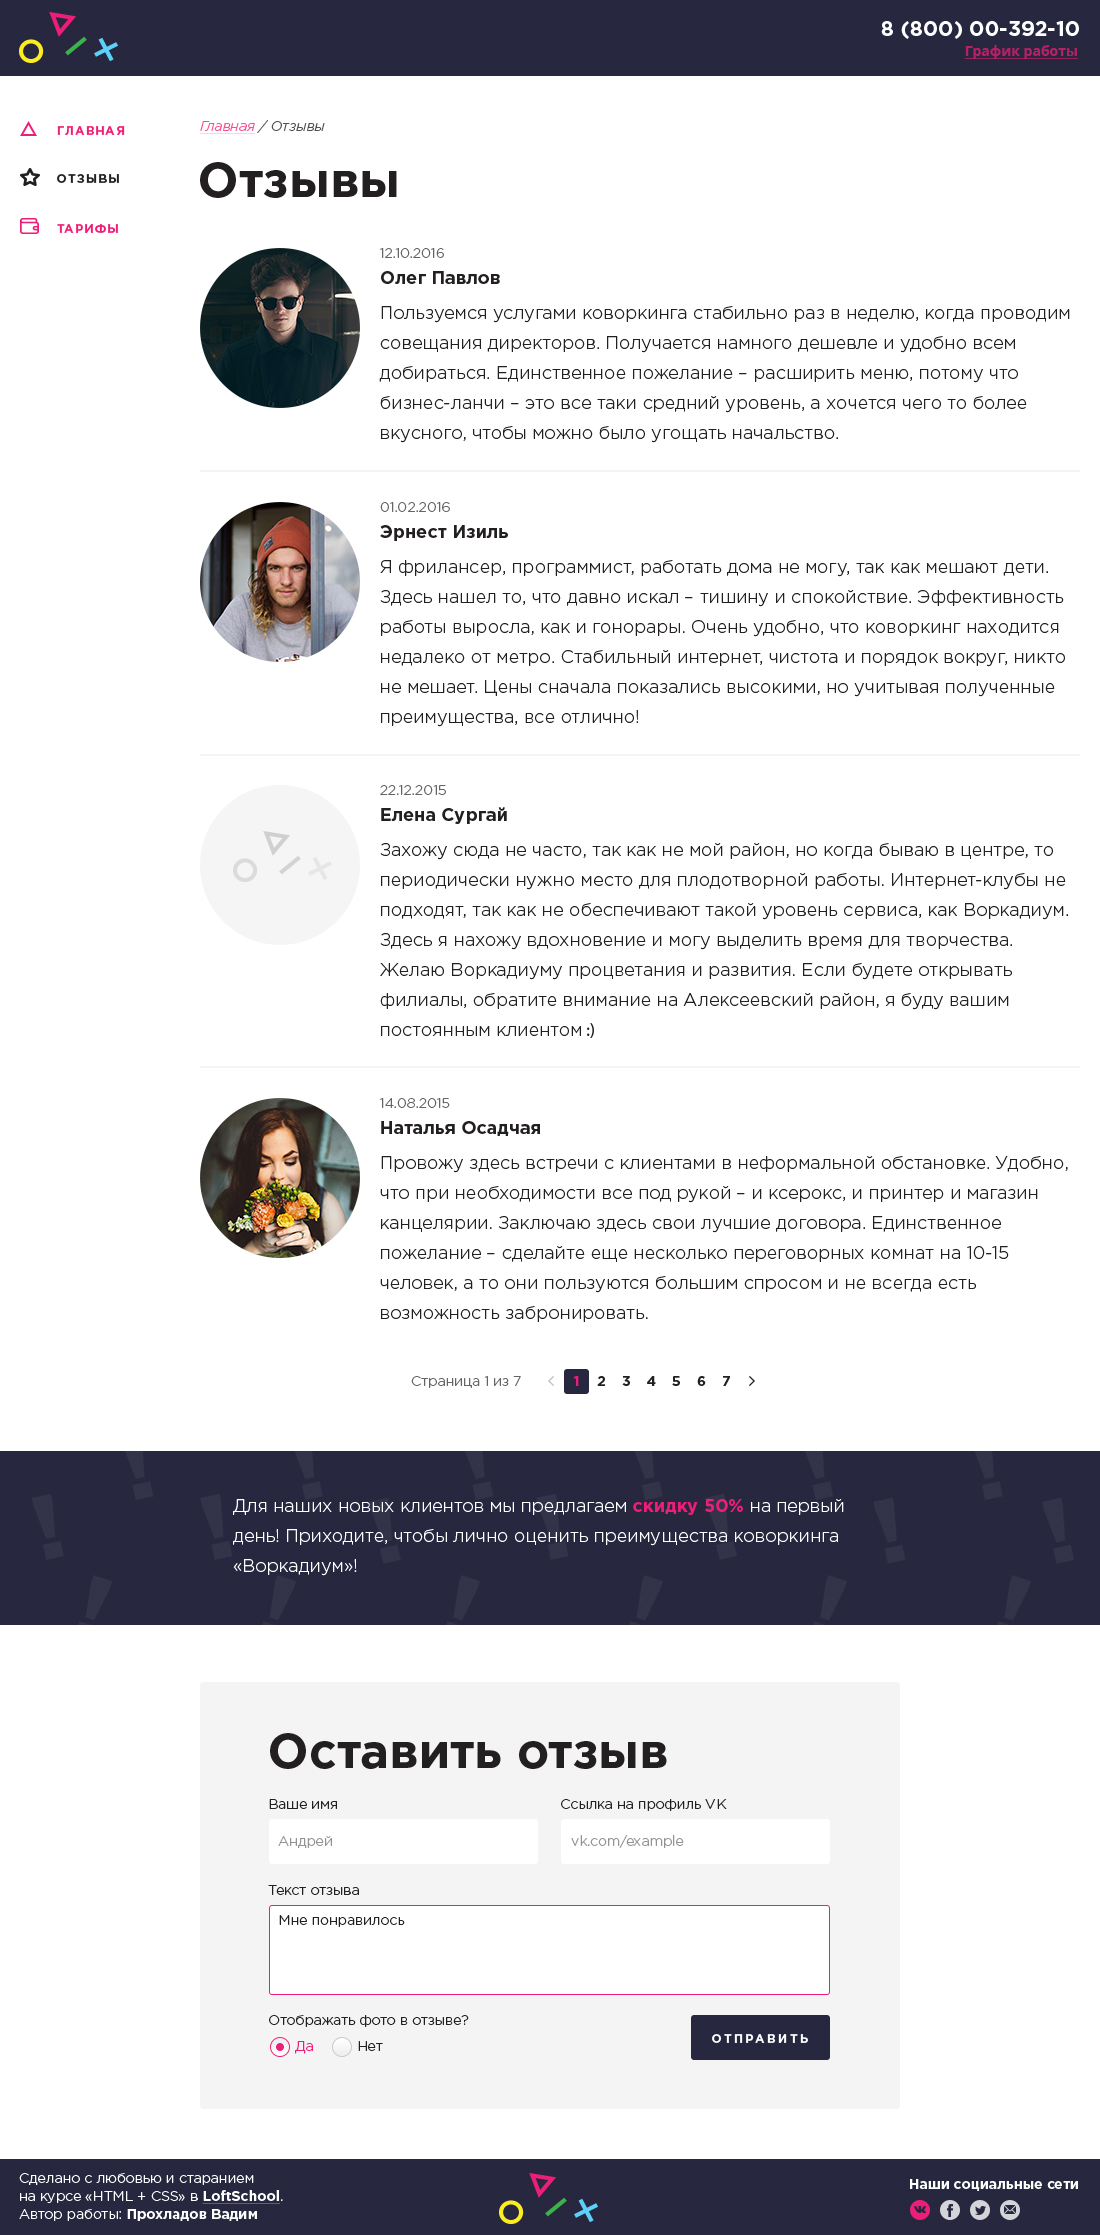 8 (800) 00-392-10
График работы
ГЛАВНАЯ
ОТЗЫВЫ
ТАРИФЫ
Главная / Отзывы
Отзывы
12.10.2016
Олег Павлов
Пользуемся услугами коворкинга стабильно раз в неделю, когда проводим
совещания директоров. Получается намного дешевле и удобно всем
добираться. Единственное пожелание – расширить меню, потому что
бизнес-ланчи – это все таки средний уровень, а хочется чего то более
вкусного, чтобы можно было угощать начальство.
01.02.2016
Эрнест Изиль
Я фрилансер, программист, работать дома не могу, так как мешают дети.
Здесь нашел то, что давно искал – тишину и спокойствие. Эффективность
работы выросла, как и гонорары. Очень удобно, что коворкинг находится
недалеко от метро. Стабильный интернет, чистота и порядок вокруг, никто
не мешает. Цены сначала показались высокими, но учитывая полученные
преимущества, все отлично!
22.12.2015
Елена Сургай
Захожу сюда не часто, так как не мой район, но когда бываю в центре, то
периодически нужно место для плодотворной работы. Интернет-клубы не
подходят, так как не обеспечивают такой уровень сервиса, как Воркадиум.
Здесь я нахожу вдохновение и могу выделить время для творчества.
Желаю Воркадиуму процветания и развития. Если будете открывать
филиалы, обратите внимание на Алексеевский район, я буду вашим
постоянным клиентом :)
14.08.2015
Наталья Осадчая
Провожу здесь встречи с клиентами в неформальной обстановке. Удобно,
что при необходимости все под рукой – и ксерокс, и принтер и магазин
канцелярии. Заключаю здесь свои лучшие договора. Единственное
пожелание – сделайте еще несколько переговорных комнат на 10-15
человек, а то они пользуются большим спросом и не всегда есть
возможность забронировать.
Страница 1 из 7 < 1 2 3 4 5 6 7 >
Для наших новых клиентов мы предлагаем скидку 50% на первый
день! Приходите, чтобы лично оценить преимущества коворкинга
«Воркадиум»!
Оставить отзыв
Ваше имя Ссылка на профиль VK
Андрей vk.com/example
Текст отзыва
Мне понравилось
Отображать фото в отзыве?
Да Нет
ОТПРАВИТЬ
Сделано с любовью и старанием
на курсе «HTML + CSS» в LoftSchool.
Автор работы: Прохладов Вадим
Наши социальные сети